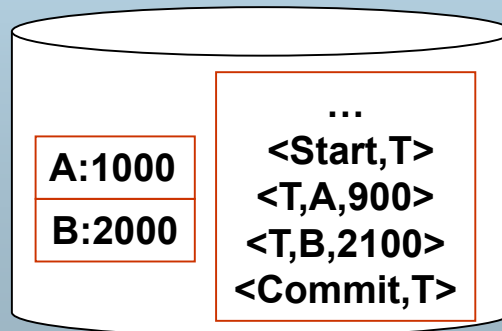 A:1000
B:2000
...
<Start,T>
<T,A,900>
<T,B,2100>
<Commit,T>